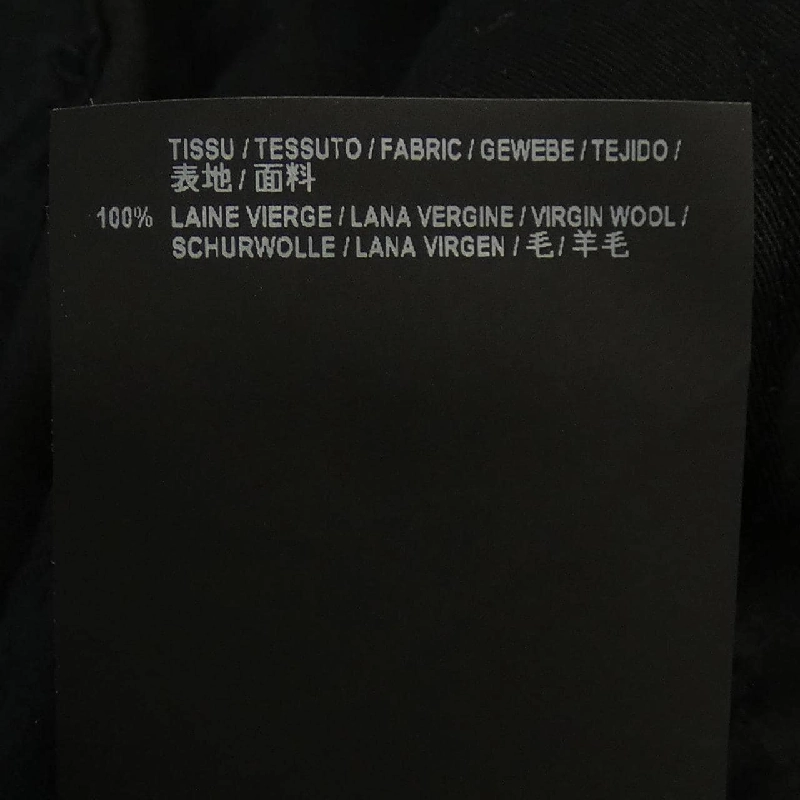 TISSU / TESSUTO / FABRIC / GEWEBE / TEJIDO /
表地 / 面料
100% LAINE VIERGE / LANA VERGINE / VIRGIN WOOL /
SCHURWOLLE / LANA VIRGEN / 毛 / 羊毛